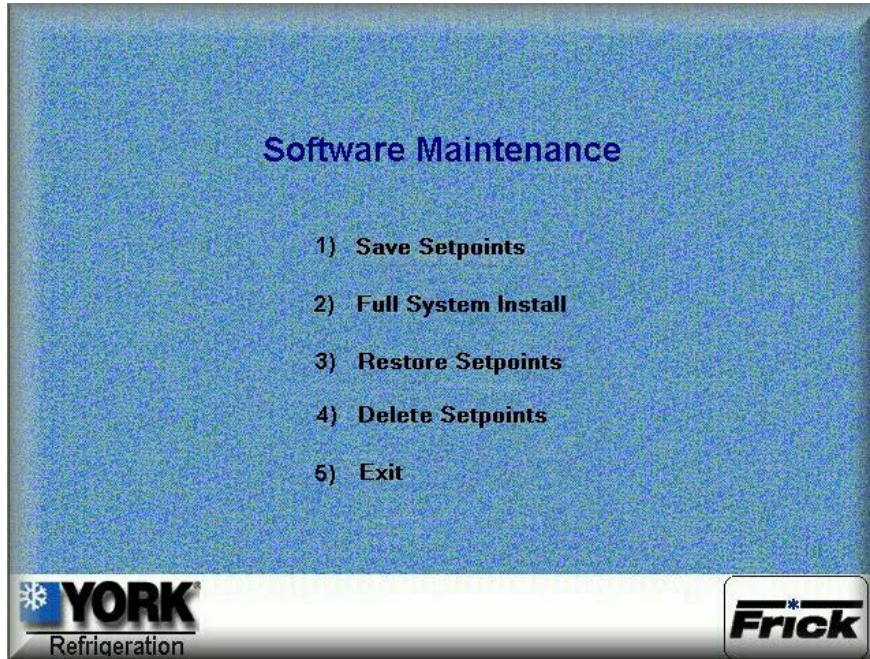 Software Maintenance
1) Save Setpoints
2) Full System Install
3) Restore Setpoints
4) Delete Setpoints
5) Exit
YORK®
Refrigeration
Frick